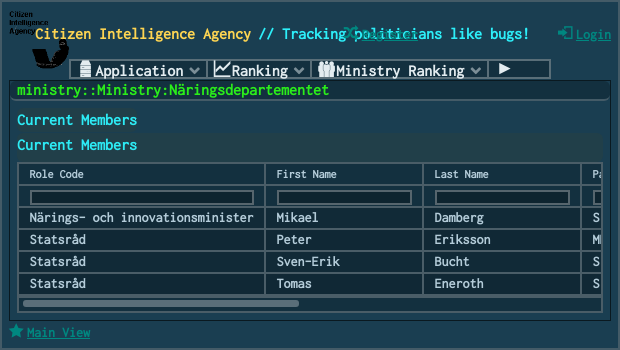 Citizen
Intelligence
Agency
Citizen Intelligence Agency // Tracking politicians like bugs!
Register
Login
Application
Ranking
Ministry Ranking
ministry::Ministry:Näringsdepartementet
Current Members
Current Members
Role Code First Name Last Name Pa
Närings- och innovationsminister Mikael Damberg S
Statsråd Peter Eriksson M
Statsråd Sven-Erik Bucht S
Statsråd Tomas Eneroth S
Main View